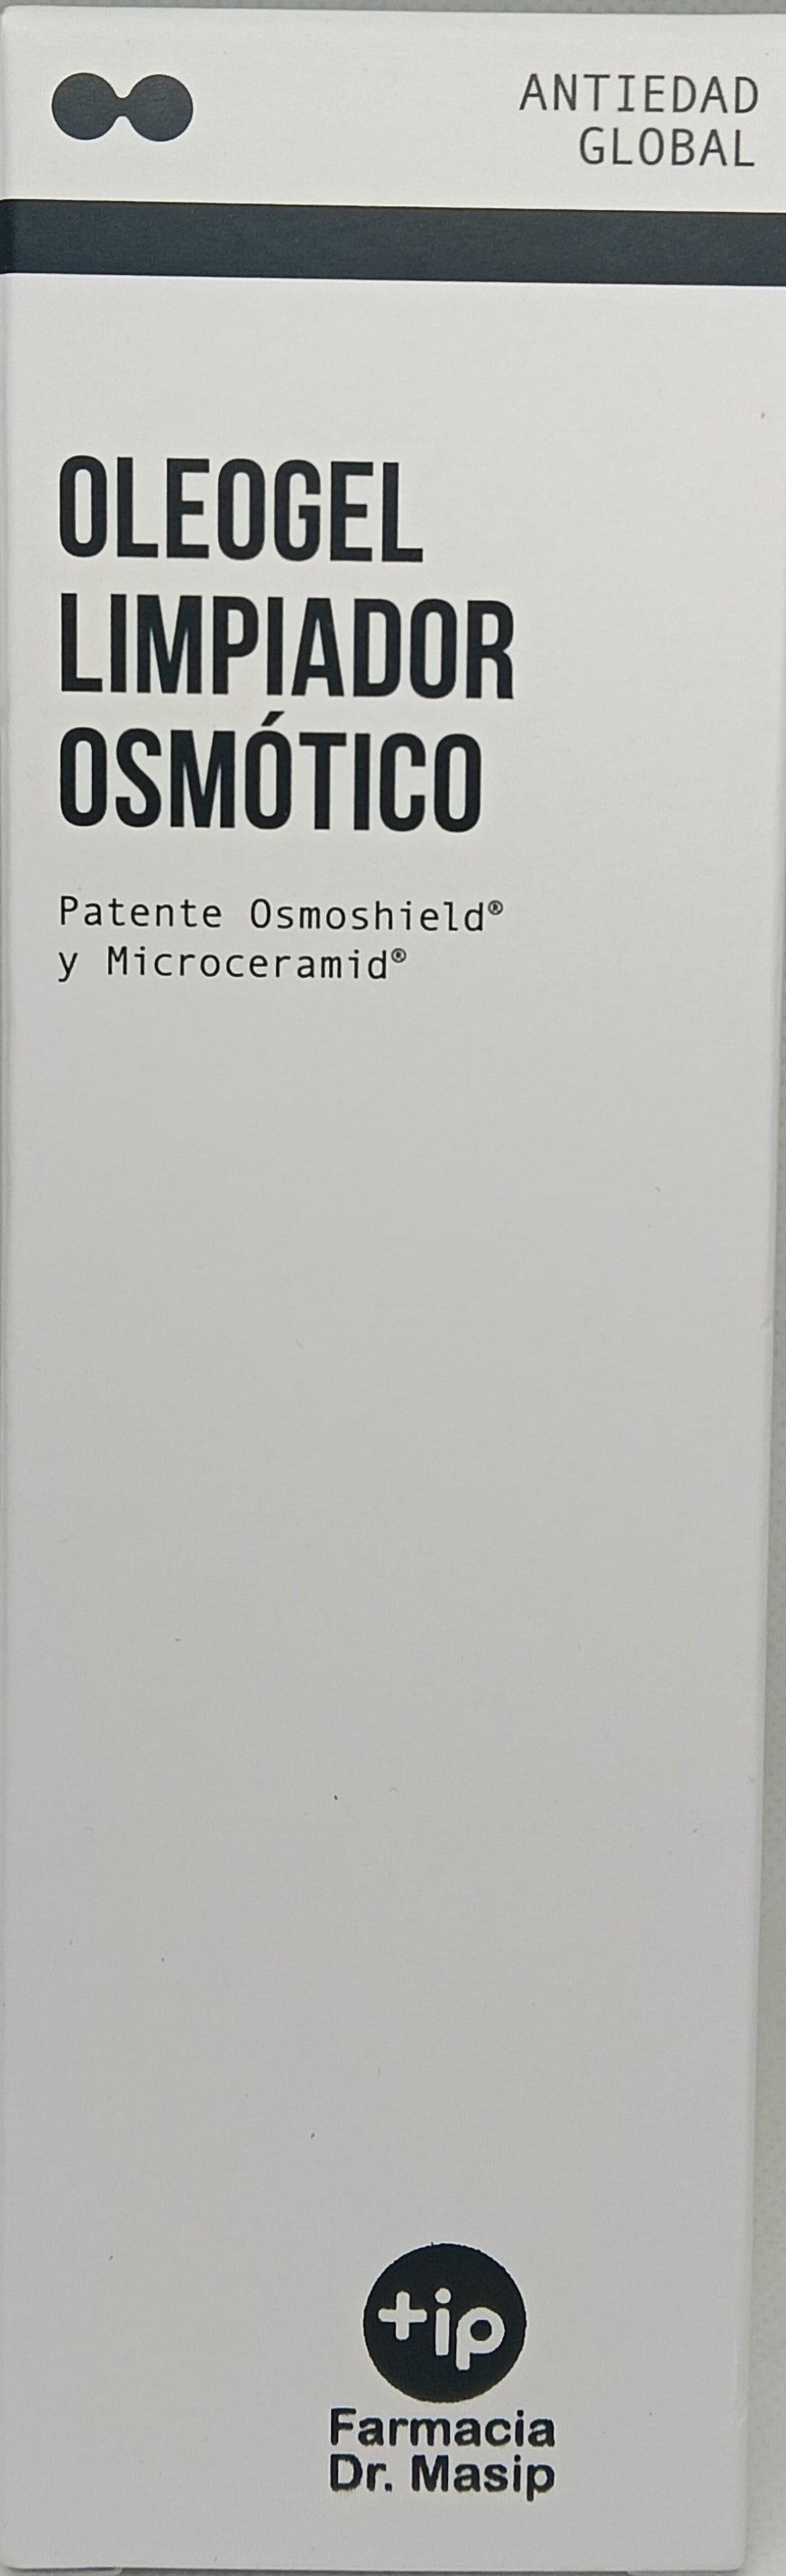 ANTIEDAD
GLOBAL
OLEOGEL
LIMPIADOR
OSMÓTICO
Patente Osmoshield®
y Microceramid®
+ip
Farmacia
Dr. Masip